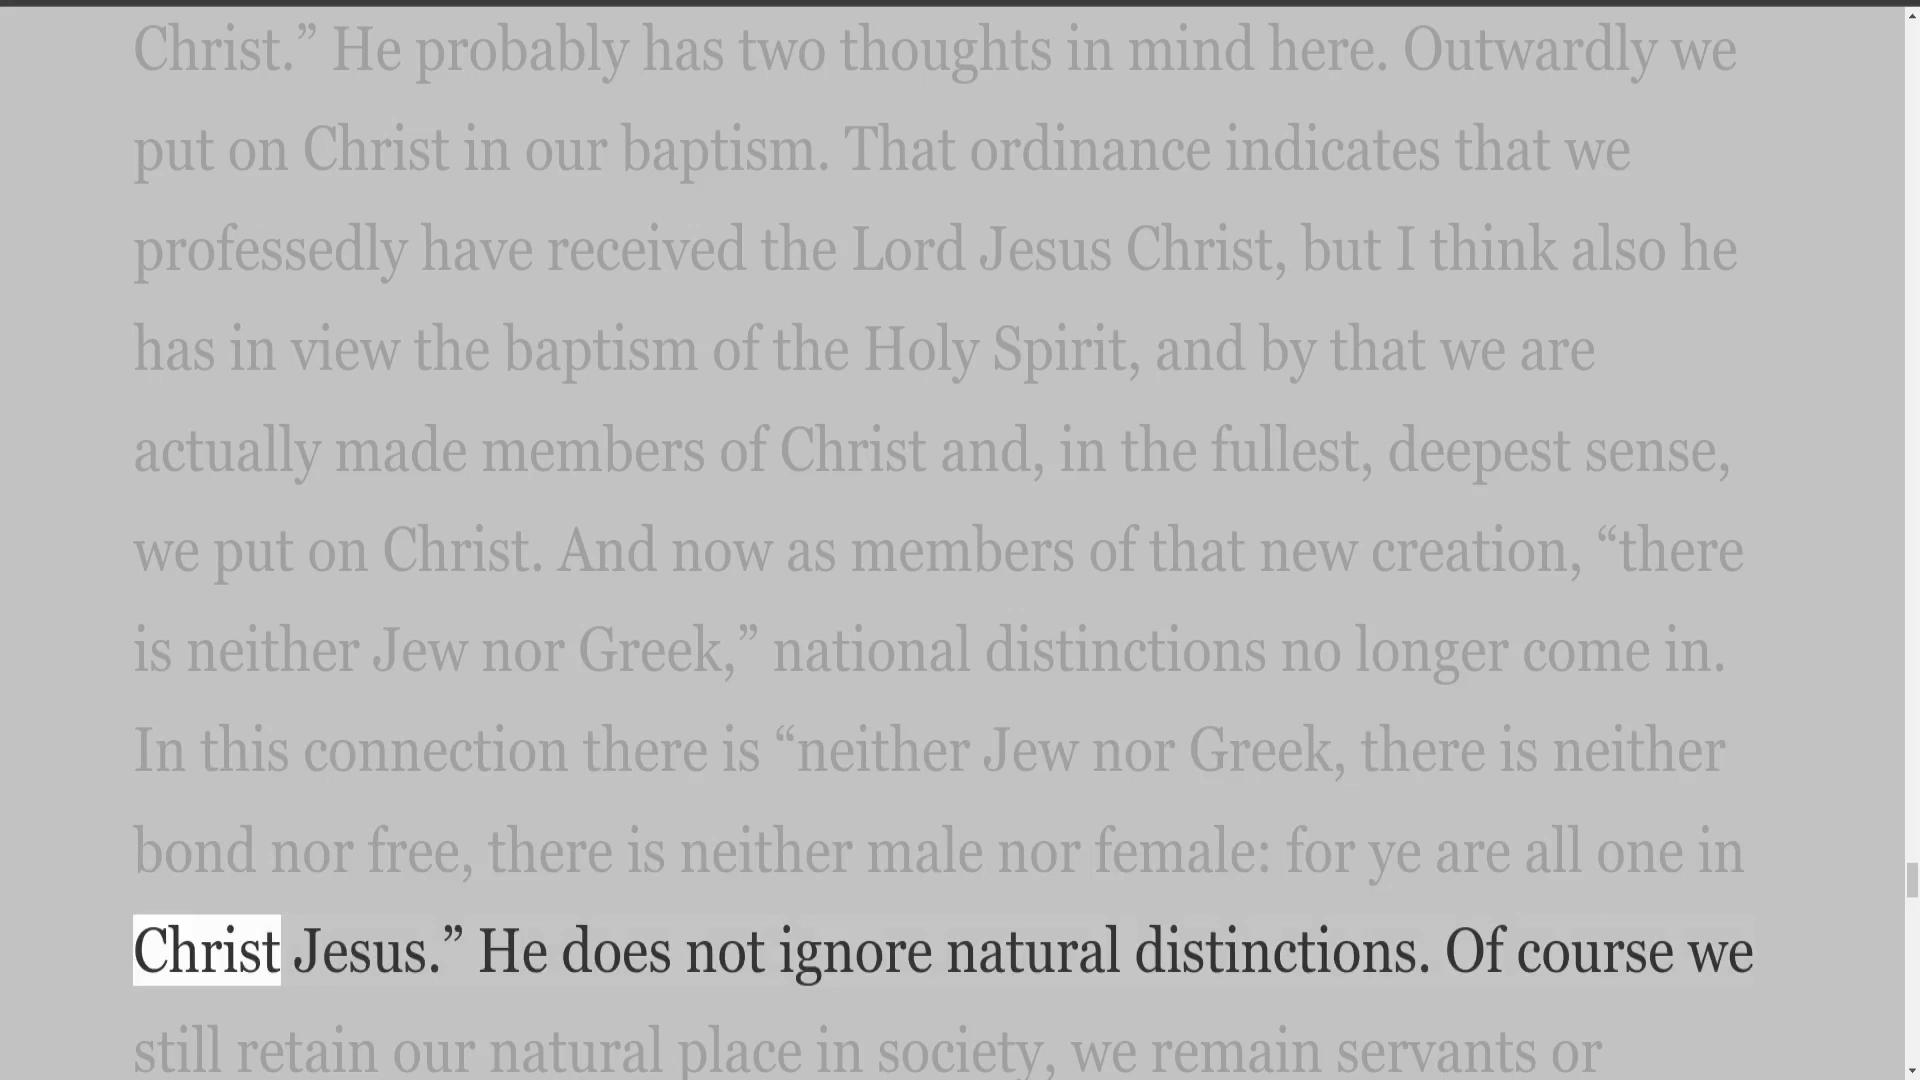 Christ.” He probably has two thoughts in mind here. Outwardly we
put on Christ in our baptism. That ordinance indicates that we
professedly have received the Lord Jesus Christ, but I think also he
has in view the baptism of the Holy Spirit, and by that we are
actually made members of Christ and, in the fullest, deepest sense,
we put on Christ. And now as members of that new creation, “there
is neither Jew nor Greek,” national distinctions no longer come in.
In this connection there is “neither Jew nor Greek, there is neither
bond nor free, there is neither male nor female: for ye are all one in
Christ Jesus.” He does not ignore natural distinctions. Of course we
still retain our natural place in society, we remain servants or